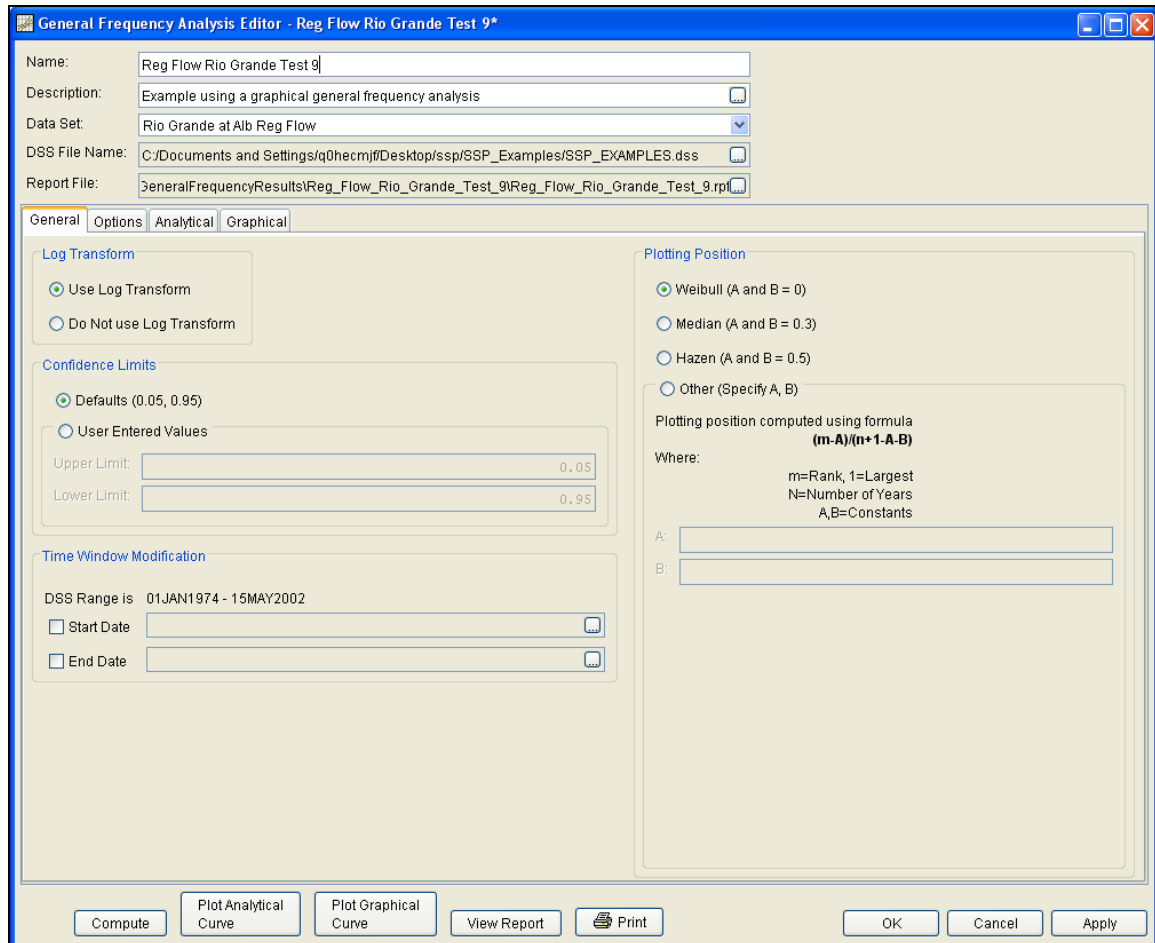 General Frequency Analysis Editor - Reg Flow Rio Grande Test 9*
Name: Reg Flow Rio Grande Test 9
Description: Example using a graphical general frequency analysis
...
Data Set: Rio Grande at Alb Reg Flow
DSS File Name: C:/Documents and Settings/q0hecmjf/Desktop/ssp/SSP_Examples/SSP_EXAMPLES.dss
...
Report File: GeneralFrequencyResults\Reg_Flow_Rio_Grande_Test_9\Reg_Flow_Rio_Grande_Test_9.rpt
...
General Options Analytical Graphical
Log Transform
Use Log Transform
Do Not use Log Transform
Confidence Limits
Defaults (0.05, 0.95)
User Entered Values
Upper Limit: 0.05
Lower Limit: 0.95
Time Window Modification
DSS Range is 01JAN1974 - 15MAY2002
Start Date
...
End Date
...
Plotting Position
Weibull (A and B = 0)
Median (A and B = 0.3)
Hazen (A and B = 0.5)
Other (Specify A, B)
Plotting position computed using formula
(m-A)/(n+1-A-B)
Where:
m=Rank, 1=Largest
N=Number of Years
A,B=Constants
A:
B:
Compute
Plot Analytical
Curve
Plot Graphical
Curve
View Report
Print
OK
Cancel
Apply